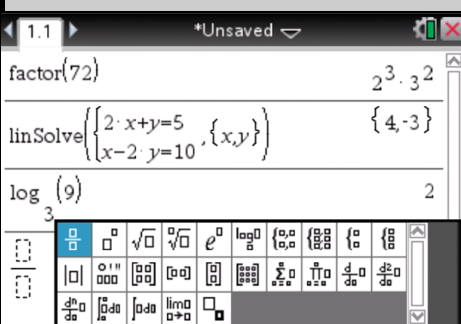 1.1 *Unsaved
factor(72) 2³·3²
linSolve({2·x+y=5 x−2·y=10 ,{x,y}) {4,-3}
log₃(9) 2